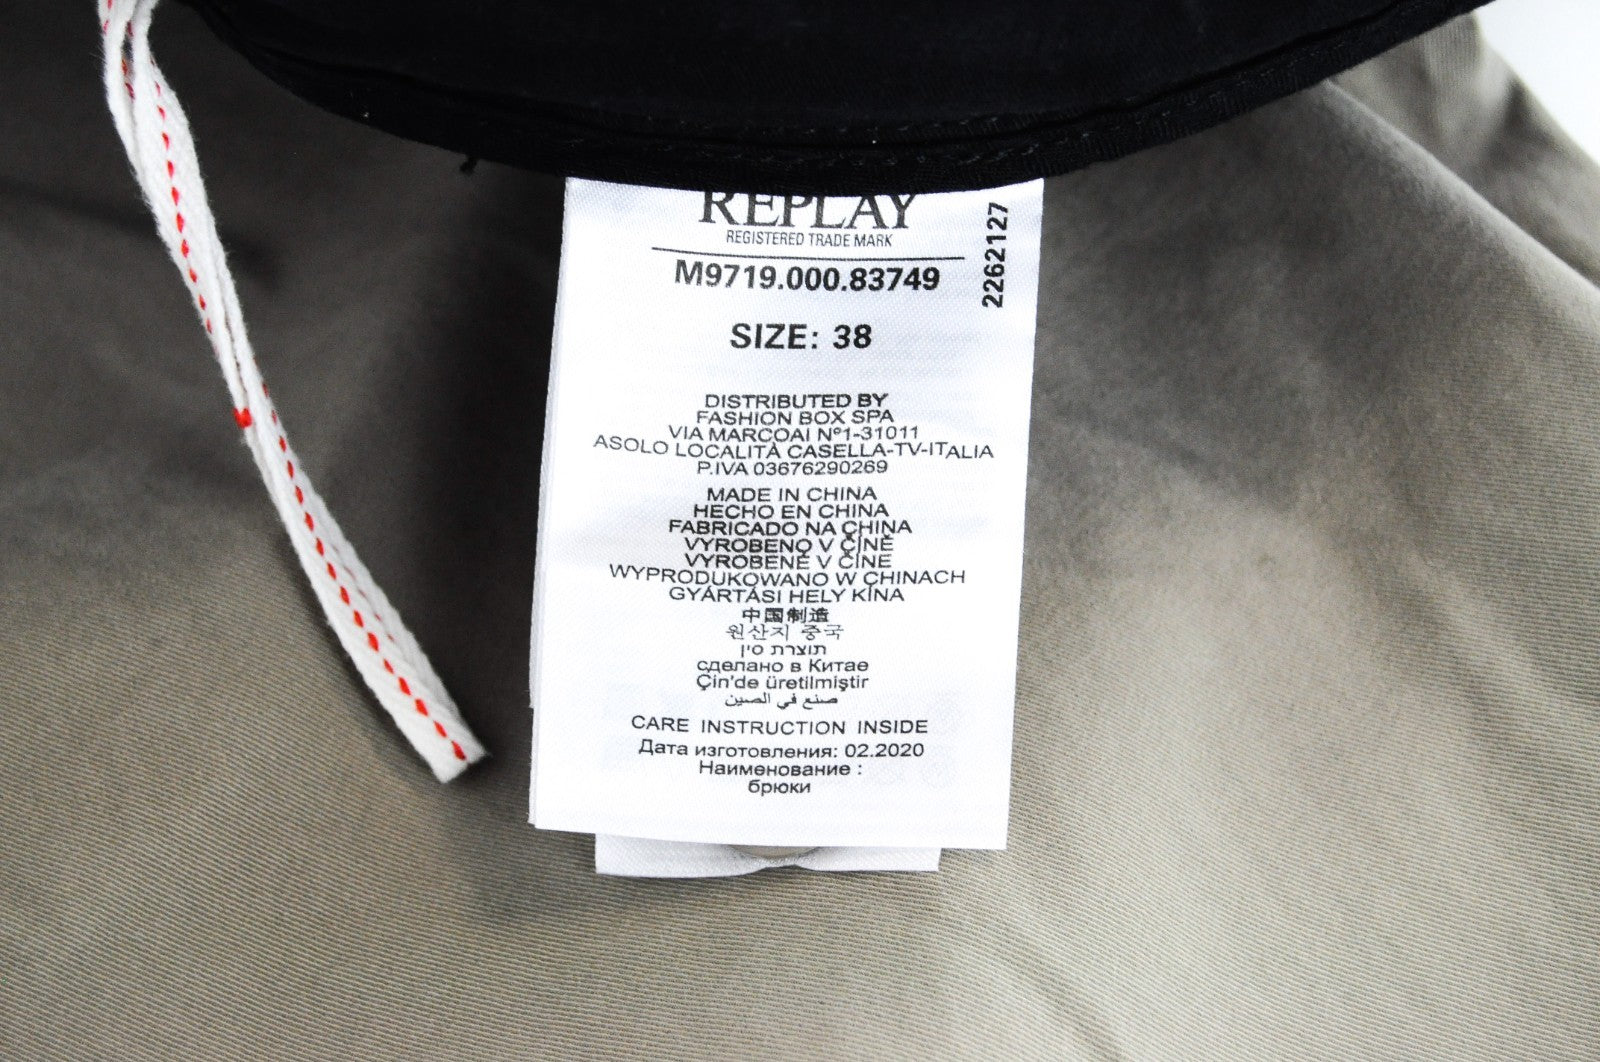 REPLAY
REGISTERED TRADE MARK
M9719.000.83749
2262127
SIZE: 38
DISTRIBUTED BY
FASHION BOX SPA
VIA MARCOAI Nº1-31011
ASOLO LOCALITÀ CASELLA-TV-ITALIA
P.IVA 03676290269
MADE IN CHINA
HECHO EN CHINA
FABRICADO NA CHINA
VYROBENO V ČÍNĚ
VYROBENÉ V ČÍNE
WYPRODUKOWANO W CHINACH
GYÁRTÁSI HELY KÍNA
中国制造
원산지 중국
תוצרת סין
сделано в Китае
Çin'de üretilmiştir
صنع في الصين
CARE INSTRUCTION INSIDE
Дата изготовления: 02.2020
Наименование :
брюки